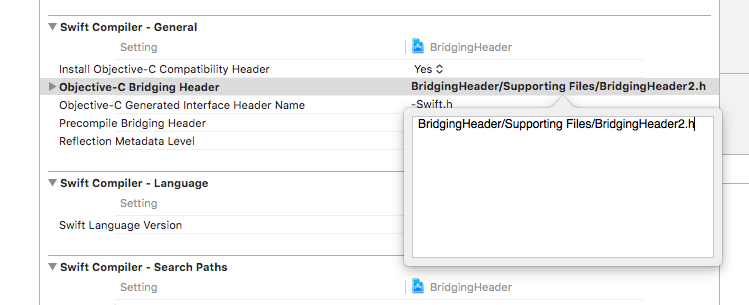 Swift Compiler - General
Setting BridgingHeader
Install Objective-C Compatibility Header Yes
Objective-C Bridging Header BridgingHeader/Supporting Files/BridgingHeader2.h
Objective-C Generated Interface Header Name -Swift.h
Precompile Bridging Header
BridgingHeader/Supporting Files/BridgingHeader2.h
Reflection Metadata Level
Swift Compiler - Language
Setting
Swift Language Version
Swift Compiler - Search Paths
Setting BridgingHeader